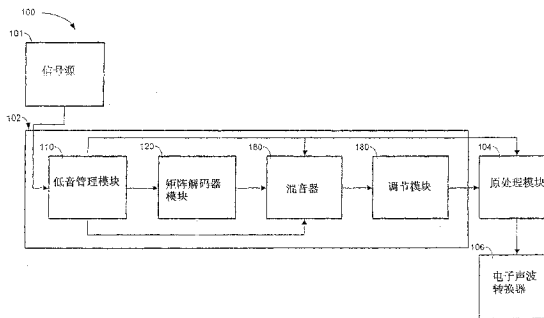 100
101
信号源
102
110
低音管理模块
120
矩阵解码器
模块
160
混音器
180
调节模块
104
原处理模块
106
电子声波
转换器